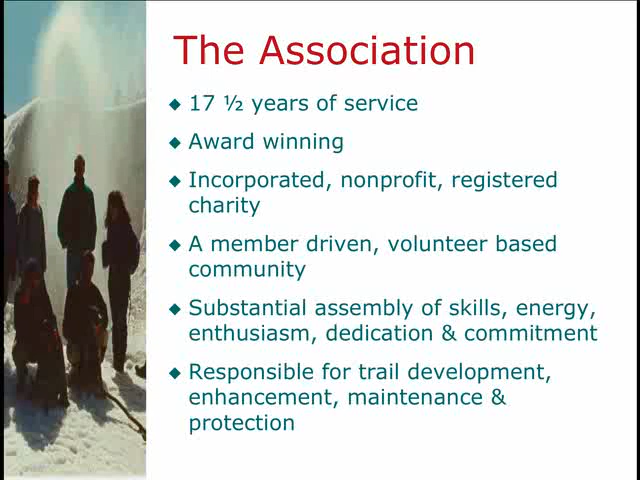 The Association
◆ 17 ½ years of service
◆ Award winning
◆ Incorporated, nonprofit, registered
charity
◆ A member driven, volunteer based
community
◆ Substantial assembly of skills, energy,
enthusiasm, dedication & commitment
◆ Responsible for trail development,
enhancement, maintenance &
protection